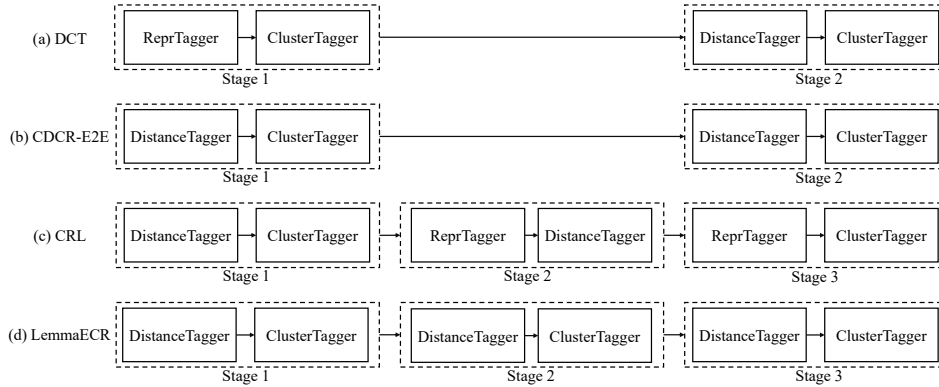 (a) DCT ReprTagger ClusterTagger DistanceTagger ClusterTagger
Stage 1 Stage 2
(b) CDCR-E2E DistanceTagger ClusterTagger DistanceTagger ClusterTagger
Stage 1 Stage 2
(c) CRL DistanceTagger ClusterTagger ReprTagger DistanceTagger ReprTagger ClusterTagger
Stage 1 Stage 2 Stage 3
(d) LemmaECR DistanceTagger ClusterTagger DistanceTagger ClusterTagger DistanceTagger ClusterTagger
Stage 1 Stage 2 Stage 3